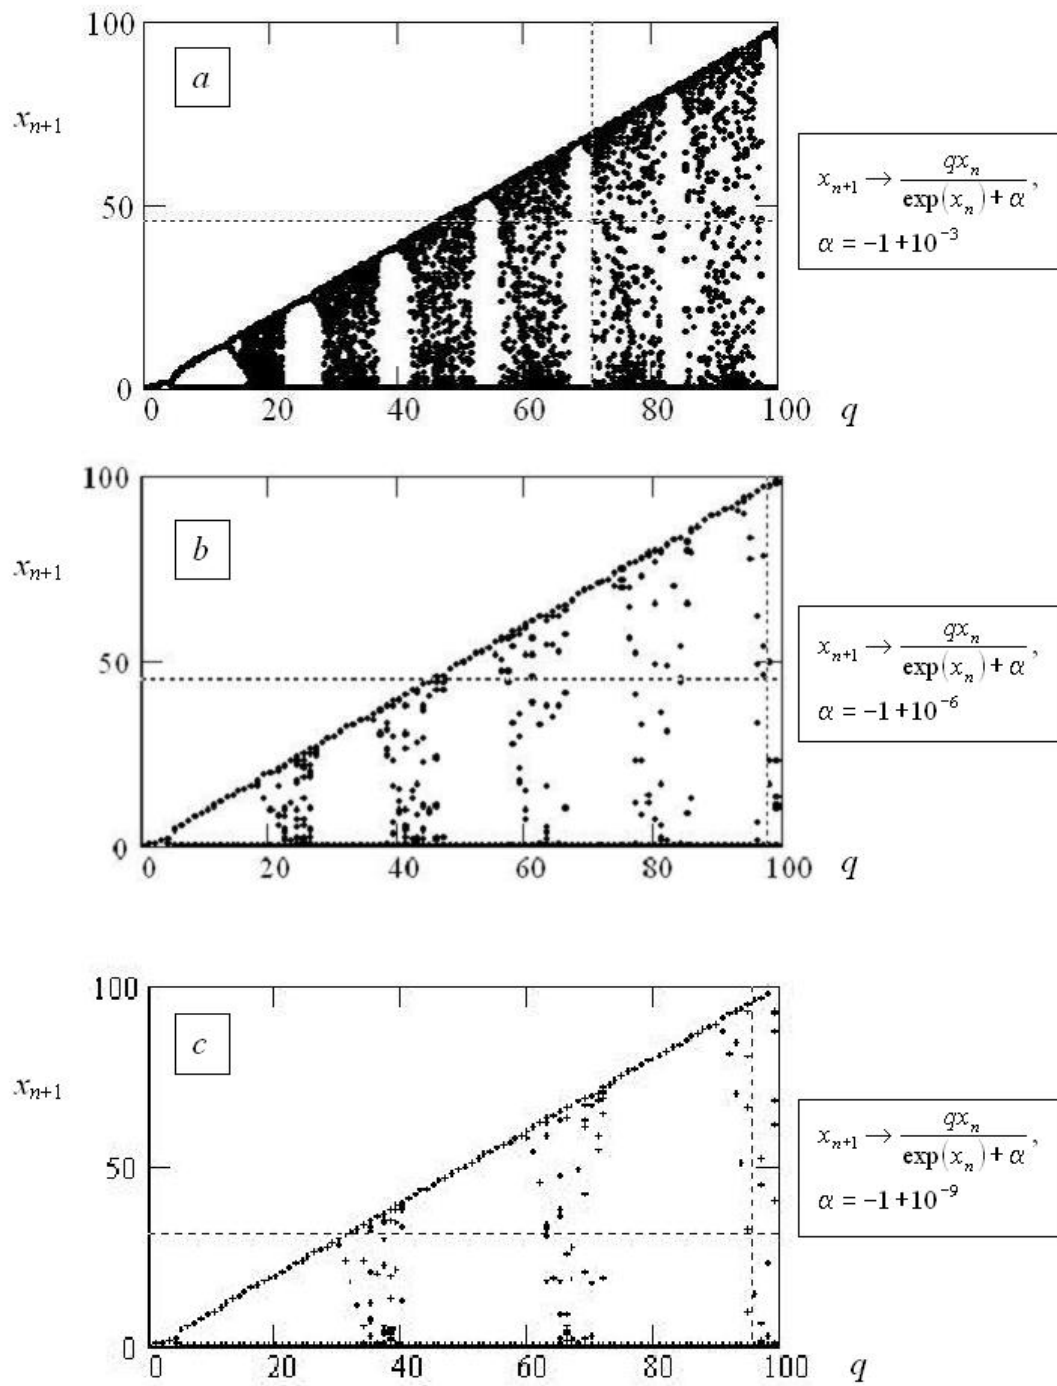 100
a
x_{n+1}
50
0
0 20 40 60 80 100 q
x_{n+1} → qx_n / (exp(x_n) + α),
α = −1 + 10^{−3}
100
b
x_{n+1}
50
0
0 20 40 60 80 100 q
x_{n+1} → qx_n / (exp(x_n) + α),
α = −1 + 10^{−6}
100
c
x_{n+1}
50
0
0 20 40 60 80 100 q
x_{n+1} → qx_n / (exp(x_n) + α),
α = −1 + 10^{−9}